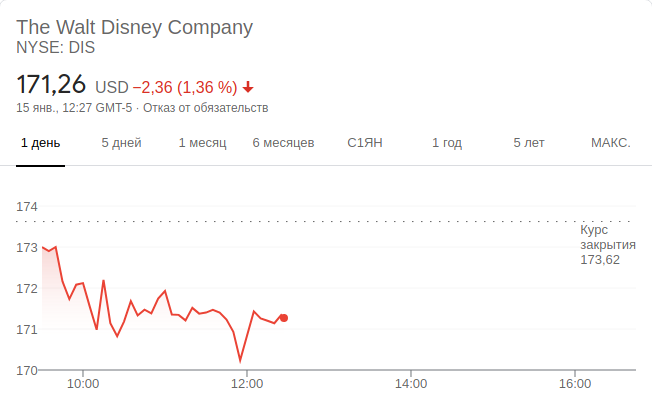 The Walt Disney Company
NYSE: DIS
171,26 USD −2,36 (1,36 %)
15 янв., 12:27 GMT-5 · Отказ от обязательств
1 день 5 дней 1 месяц 6 месяцев С1ЯН 1 год 5 лет МАКС.
174
Курс
закрытия
173,62
173
172
171
170
10:00 12:00 14:00 16:00